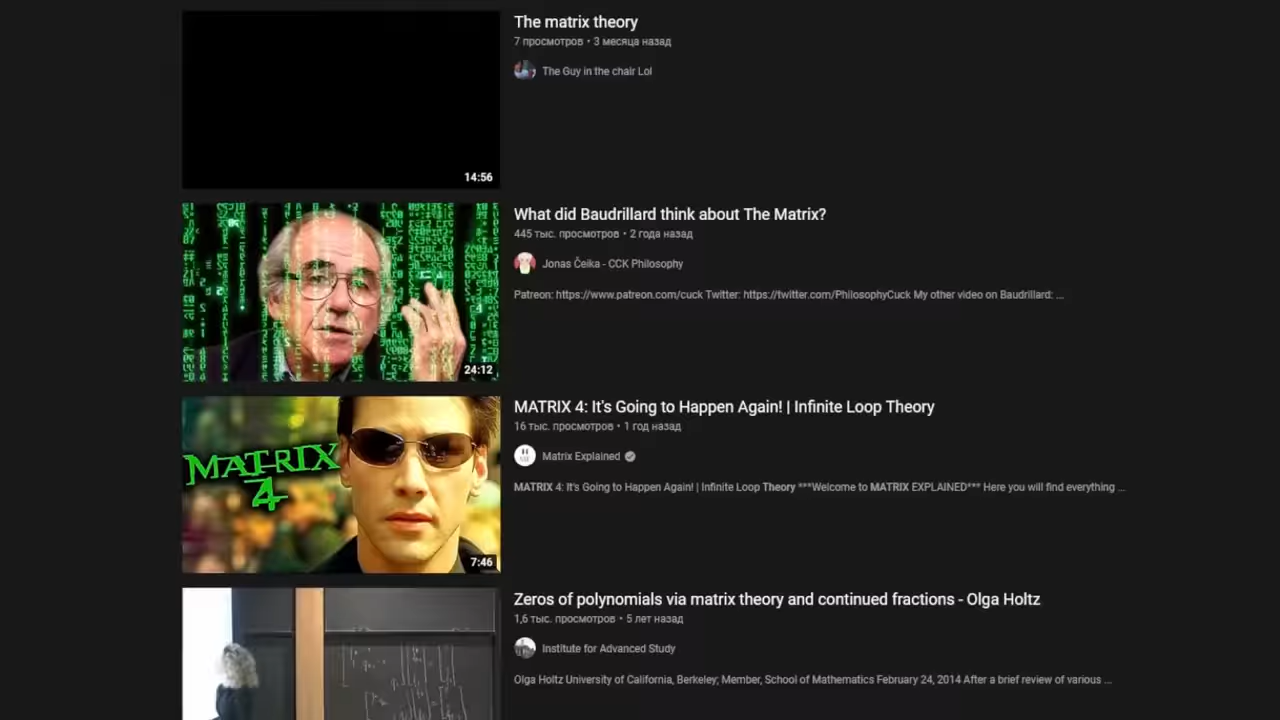 The matrix theory
7 просмотров • 3 месяца назад
The Guy in the chair Lol
14:56
What did Baudrillard think about The Matrix?
445 тыс. просмотров • 2 года назад
Jonas Čeika - CCK Philosophy
Patreon: https://www.patreon.com/cuck Twitter: https://twitter.com/PhilosophyCuck My other video on Baudrillard: ...
24:12
MATRIX 4: It's Going to Happen Again! | Infinite Loop Theory
16 тыс. просмотров • 1 год назад
Matrix Explained
MATRIX 4: It's Going to Happen Again! | Infinite Loop Theory ***Welcome to MATRIX EXPLAINED*** Here you will find everything ...
MATRIX
4
7:46
Zeros of polynomials via matrix theory and continued fractions - Olga Holtz
1,6 тыс. просмотров • 5 лет назад
Institute for Advanced Study
Olga Holtz University of California, Berkeley; Member, School of Mathematics February 24, 2014 After a brief review of various ...